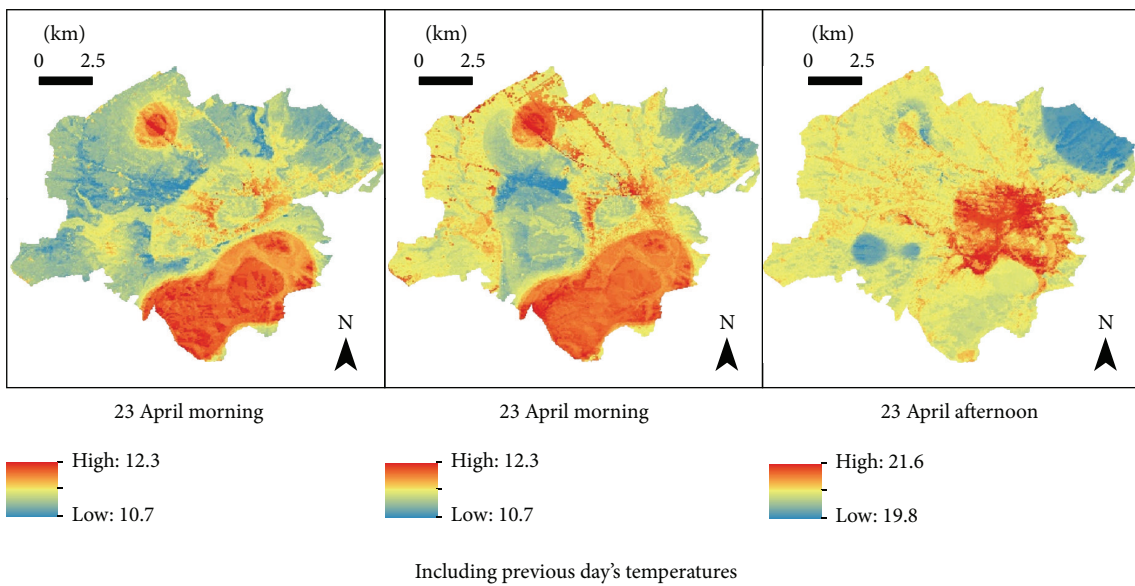 (km)
0 2.5
N
(km)
0 2.5
N
(km)
0 2.5
N
23 April morning
23 April morning
23 April afternoon
High: 12.3
Low: 10.7
High: 12.3
Low: 10.7
High: 21.6
Low: 19.8
Including previous day's temperatures